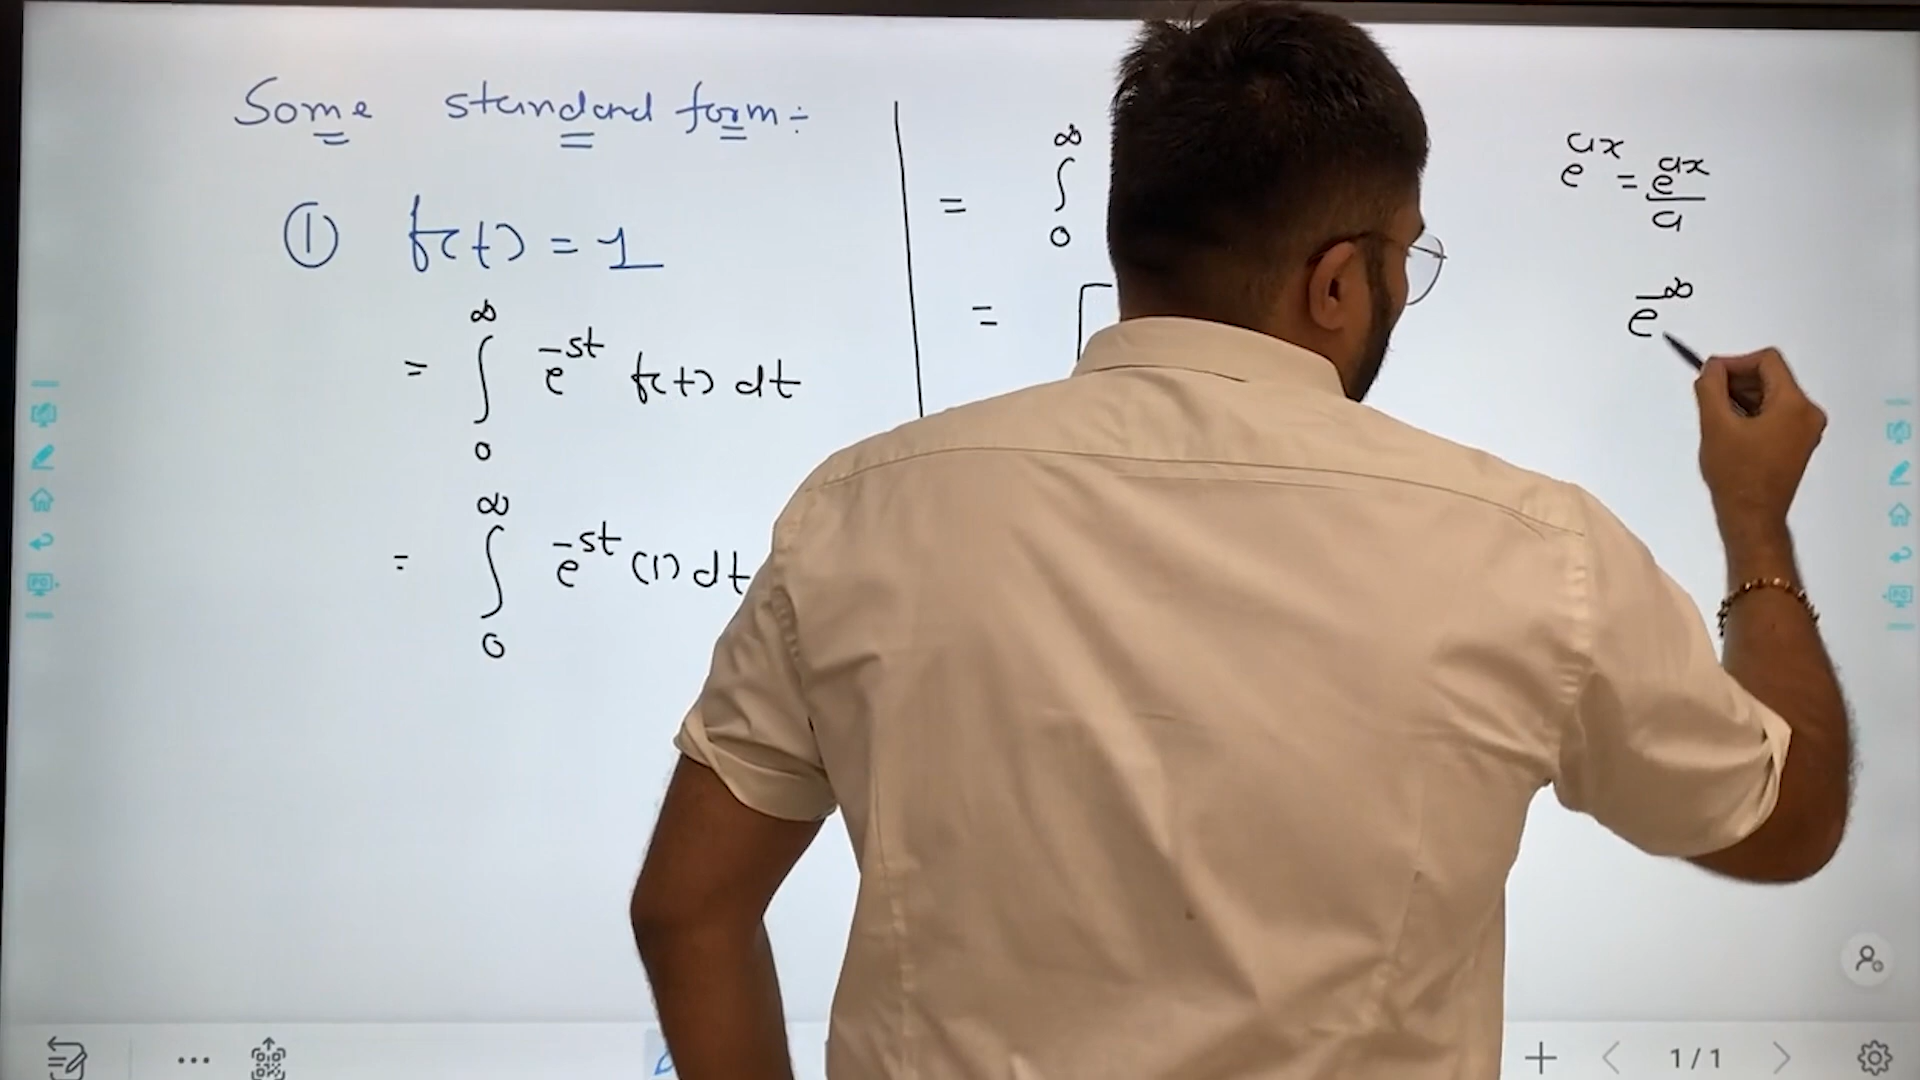 Some standard form :-
① f(t) = 1
= ∫₀^∞ e^-st f(t) dt
= ∫₀^∞ e^-st (1) dt
= ∫₀^∞
= [
e^ax = e^ax / a
e^-∞
1 / 1